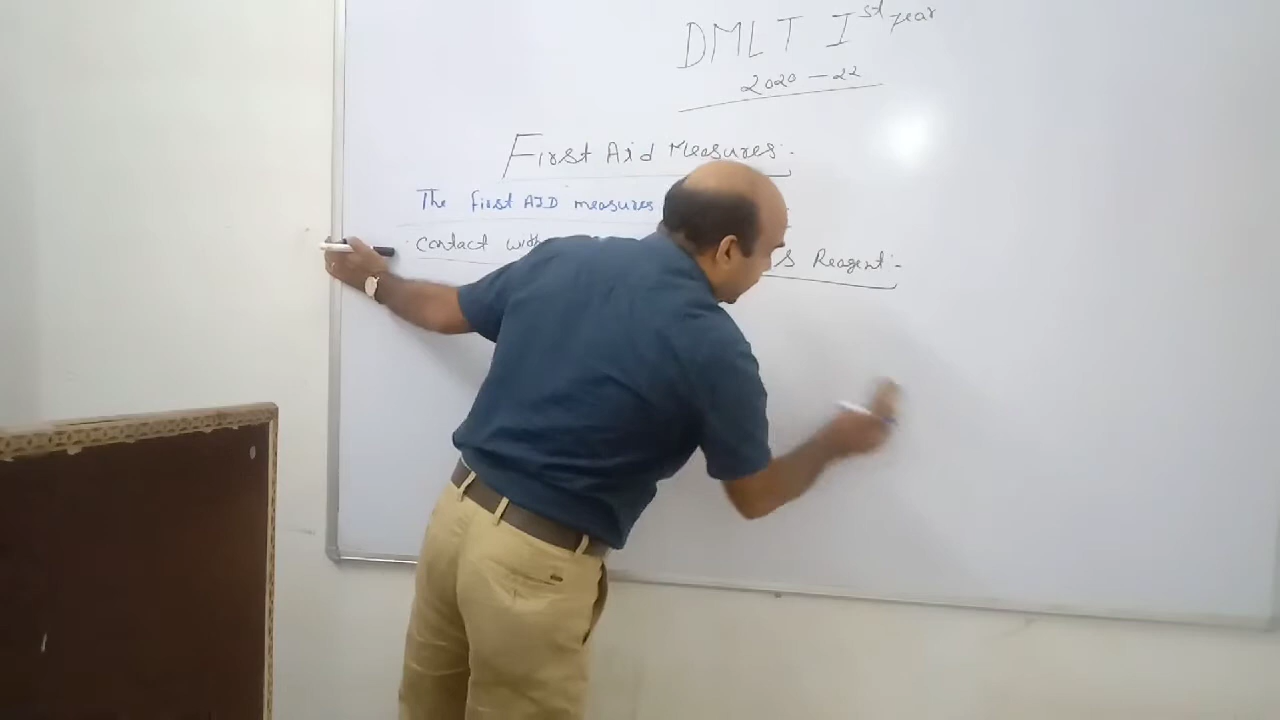 DMLT Ist year
2020-22
First Aid Measures:-
The first AID measures
Contact with s Reagent:-